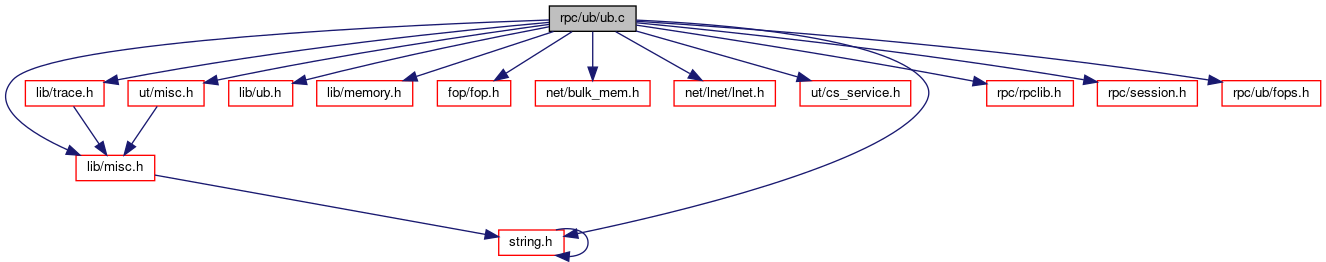 rpc/ub/ub.c
lib/trace.h
ut/misc.h
lib/ub.h
lib/memory.h
fop/fop.h
net/bulk_mem.h
net/lnet/lnet.h
ut/cs_service.h
rpc/rpclib.h
rpc/session.h
rpc/ub/fops.h
lib/misc.h
string.h